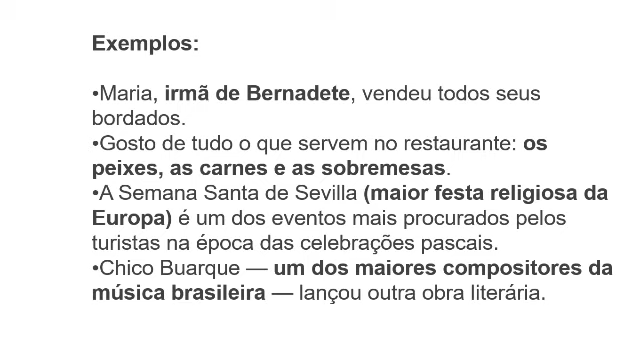 Exemplos:
•Maria, irmã de Bernadete, vendeu todos seus
bordados.
•Gosto de tudo o que servem no restaurante: os
peixes, as carnes e as sobremesas.
•A Semana Santa de Sevilla (maior festa religiosa da
Europa) é um dos eventos mais procurados pelos
turistas na época das celebrações pascais.
•Chico Buarque — um dos maiores compositores da
música brasileira — lançou outra obra literária.